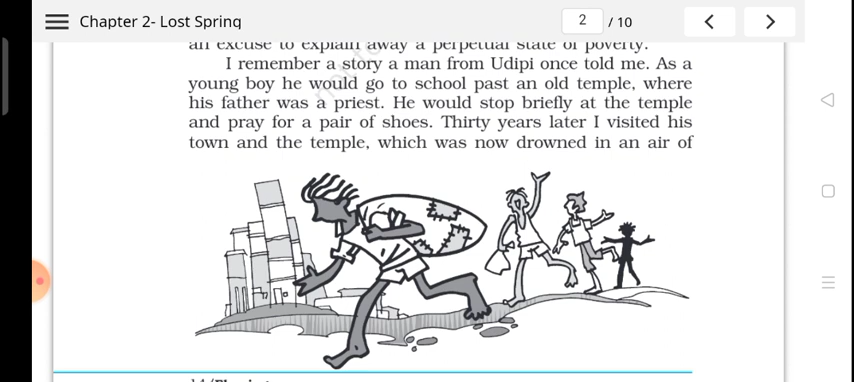 Chapter 2- Lost Spring
2 / 10
an excuse to explain away a perpetual state of poverty.
I remember a story a man from Udipi once told me. As a
young boy he would go to school past an old temple, where
his father was a priest. He would stop briefly at the temple
and pray for a pair of shoes. Thirty years later I visited his
town and the temple, which was now drowned in an air of